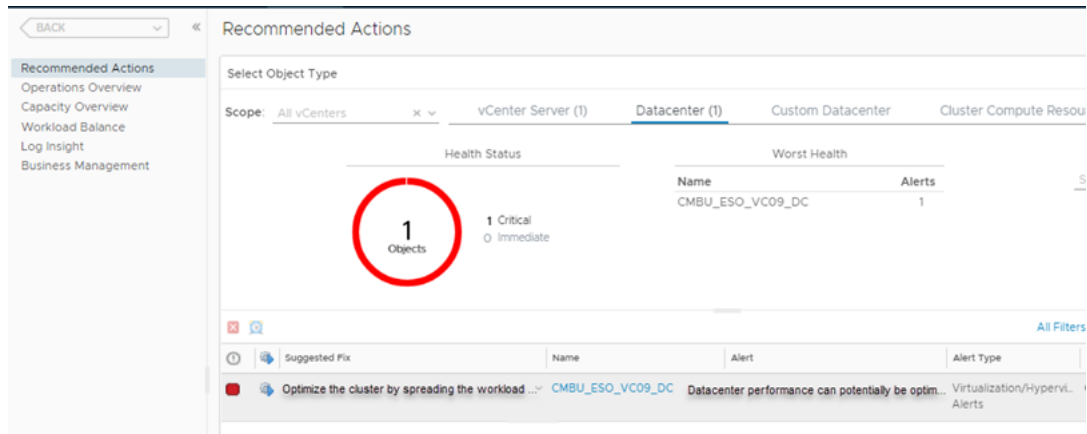 BACK
Recommended Actions
Recommended Actions
Operations Overview
Capacity Overview
Workload Balance
Log Insight
Business Management
Select Object Type
Scope: All vCenters vCenter Server (1) Datacenter (1) Custom Datacenter Cluster Compute Resou
Health Status
1
Objects
1 Critical
0 Immediate
Worst Health
Name Alerts
CMBU_ESO_VC09_DC 1
S
All Filters
Suggested Fix Name Alert Alert Type
Optimize the cluster by spreading the workload ... CMBU_ESO_VC09_DC Datacenter performance can potentially be optim... Virtualization/Hypervi..
Alerts